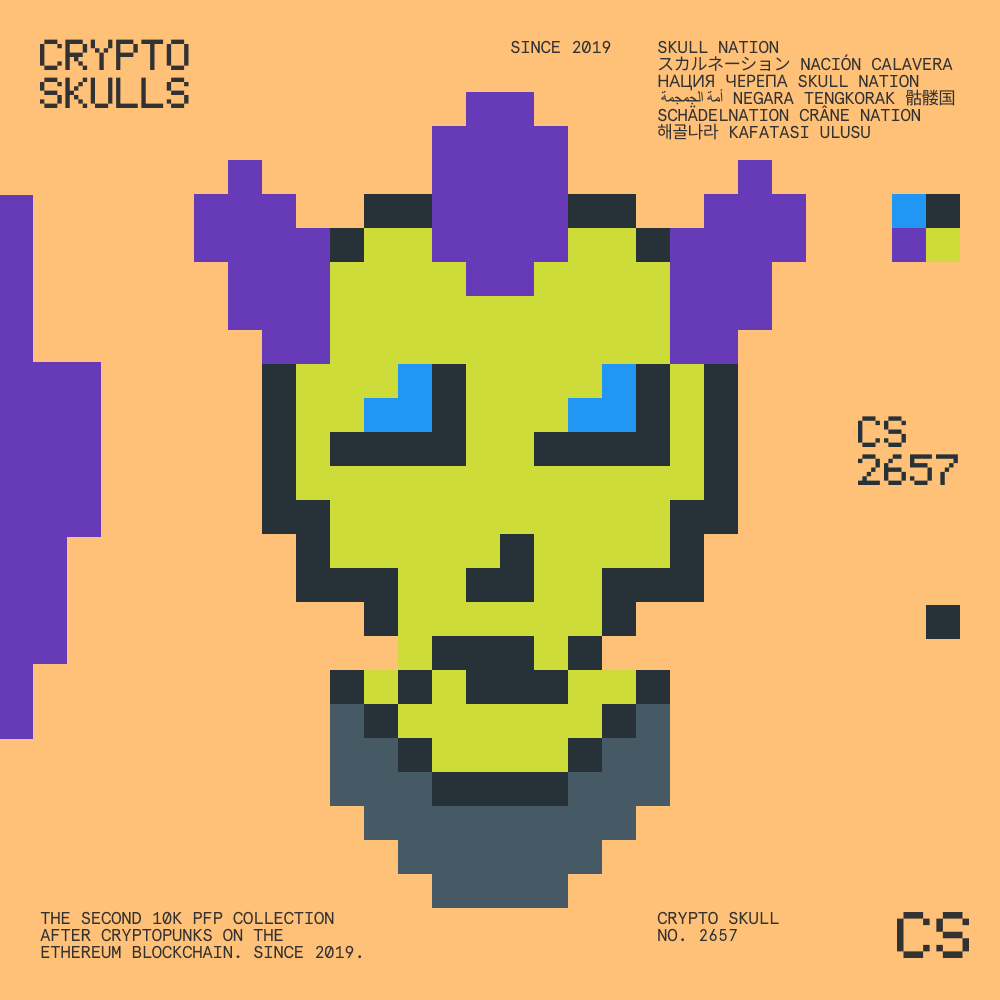 CRYPTO
SKULLS
SINCE 2019
SKULL NATION
スカルネーション NACIÓN CALAVERA
НАЦИЯ ЧЕРЕПА SKULL NATION
أمة الجمجمة NEGARA TENGKORAK 骷髅国
SCHÄDELNATION CRÂNE NATION
해골나라 KAFATASI ULUSU
CS
2657
THE SECOND 10K PFP COLLECTION
AFTER CRYPTOPUNKS ON THE
ETHEREUM BLOCKCHAIN. SINCE 2019.
CRYPTO SKULL
NO. 2657
CS